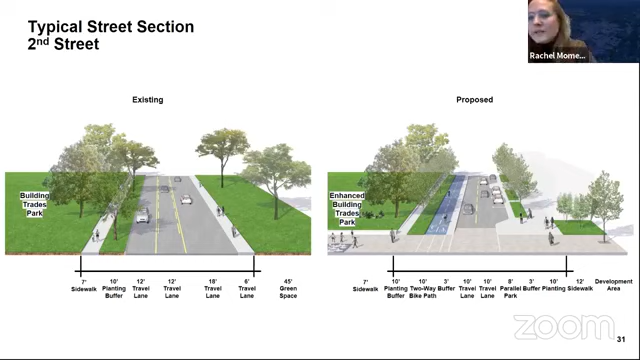 Typical Street Section
2nd Street
Rachel Mome...
Existing
Proposed
Building
Trades
Park
Enhanced
Building
Trades
Park
7'
Sidewalk
10'
Planting
Buffer
12'
Travel
Lane
12'
Travel
Lane
18'
Travel
Lane
6'
Travel
Lane
45'
Green
Space
7'
Sidewalk
10'
Planting
Buffer
10'
Two-Way
Bike Path
3'
Buffer
10'
Travel
Lane
10'
Travel
Lane
8'
Parallel
Park
3'
Buffer
10'
Planting
12'
Sidewalk
Development
Area
zoom
31